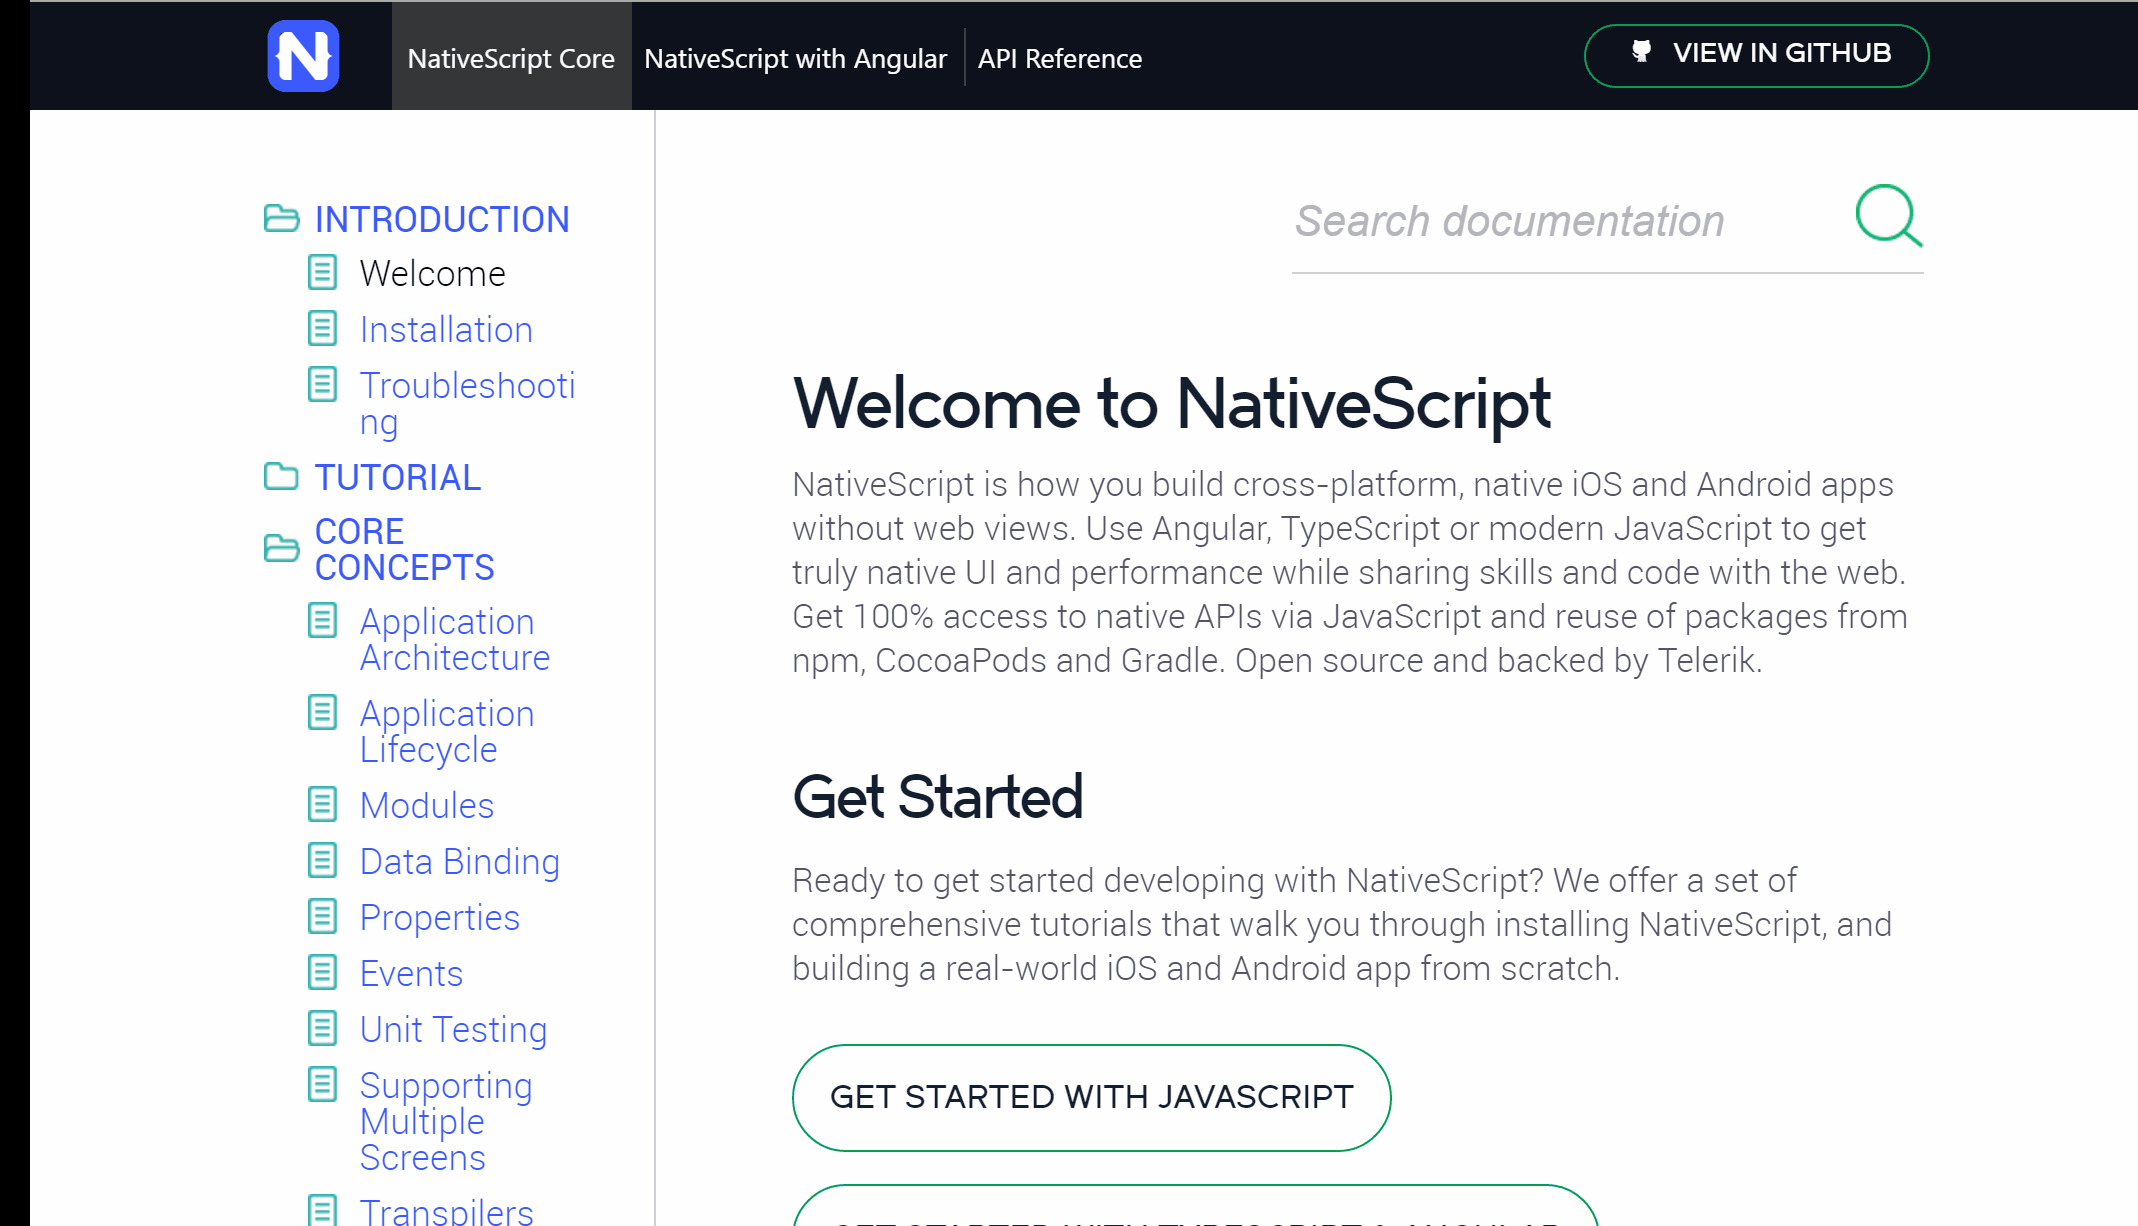 NativeScript Core
NativeScript with Angular
API Reference
VIEW IN GITHUB
INTRODUCTION
Welcome
Installation
Troubleshooti
ng
TUTORIAL
CORE
CONCEPTS
Application
Architecture
Application
Lifecycle
Modules
Data Binding
Properties
Events
Unit Testing
Supporting
Multiple
Screens
Transpilers
Search documentation
Welcome to NativeScript
NativeScript is how you build cross-platform, native iOS and Android apps
without web views. Use Angular, TypeScript or modern JavaScript to get
truly native UI and performance while sharing skills and code with the web.
Get 100% access to native APIs via JavaScript and reuse of packages from
npm, CocoaPods and Gradle. Open source and backed by Telerik.
Get Started
Ready to get started developing with NativeScript? We offer a set of
comprehensive tutorials that walk you through installing NativeScript, and
building a real-world iOS and Android app from scratch.
GET STARTED WITH JAVASCRIPT